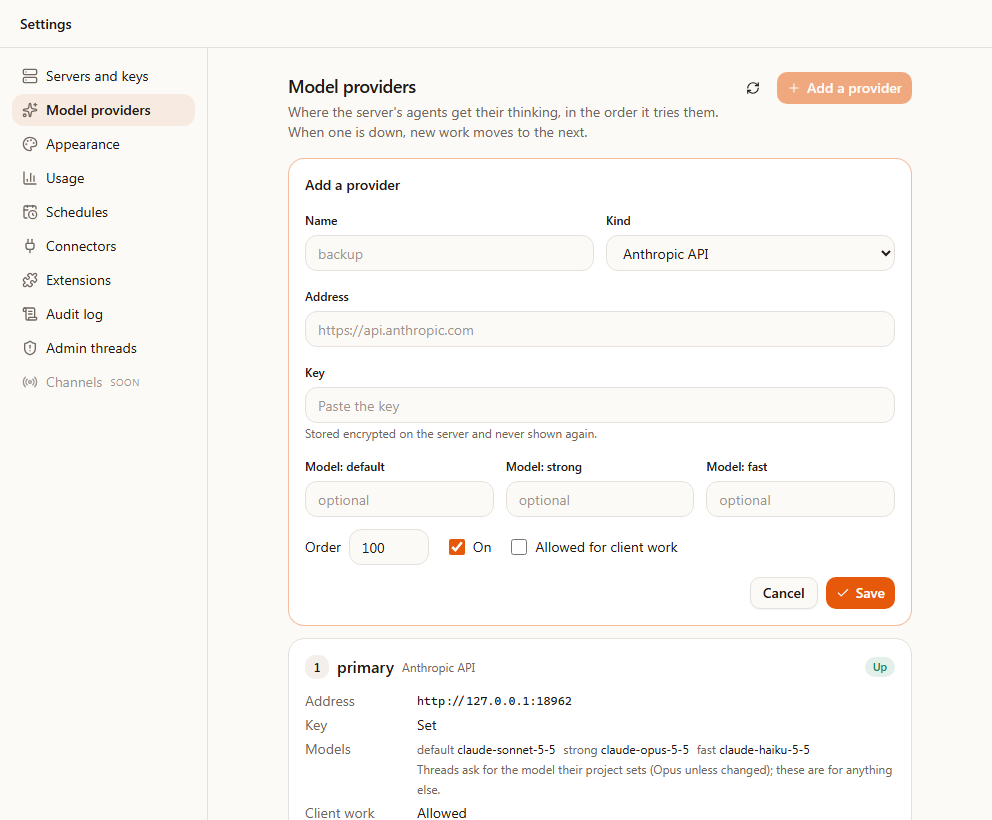 Settings
Servers and keys
Model providers
Appearance
Usage
Schedules
Connectors
Extensions
Audit log
Admin threads
Channels SOON
Model providers
Add a provider
Where the server's agents get their thinking, in the order it tries them.
When one is down, new work moves to the next.
Add a provider
Name
Kind
backup
Anthropic API
Address
https://api.anthropic.com
Key
Paste the key
Stored encrypted on the server and never shown again.
Model: default
Model: strong
Model: fast
optional
optional
optional
Order 100 On Allowed for client work
Cancel
Save
1 primary Anthropic API Up
Address http://127.0.0.1:18962
Key Set
Models default claude-sonnet-5-5 strong claude-opus-5-5 fast claude-haiku-5-5
Threads ask for the model their project sets (Opus unless changed); these are for anything
else.
Client work Allowed